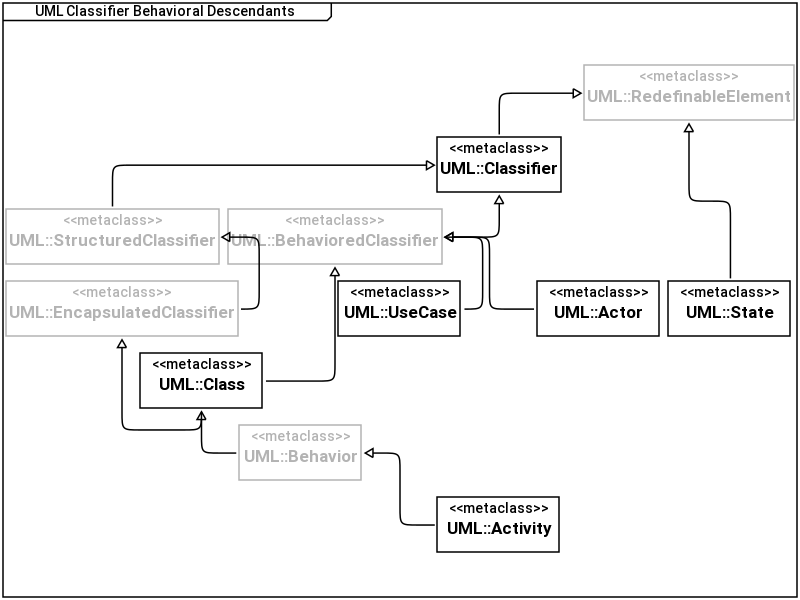 UML Classifier Behavioral Descendants
<<metaclass>>
UML::RedefinableElement
<<metaclass>>
UML::Classifier
<<metaclass>>
UML::StructuredClassifier
<<metaclass>>
UML::BehavioredClassifier
<<metaclass>>
UML::EncapsulatedClassifier
<<metaclass>>
UML::UseCase
<<metaclass>>
UML::Actor
<<metaclass>>
UML::State
<<metaclass>>
UML::Class
<<metaclass>>
UML::Behavior
<<metaclass>>
UML::Activity